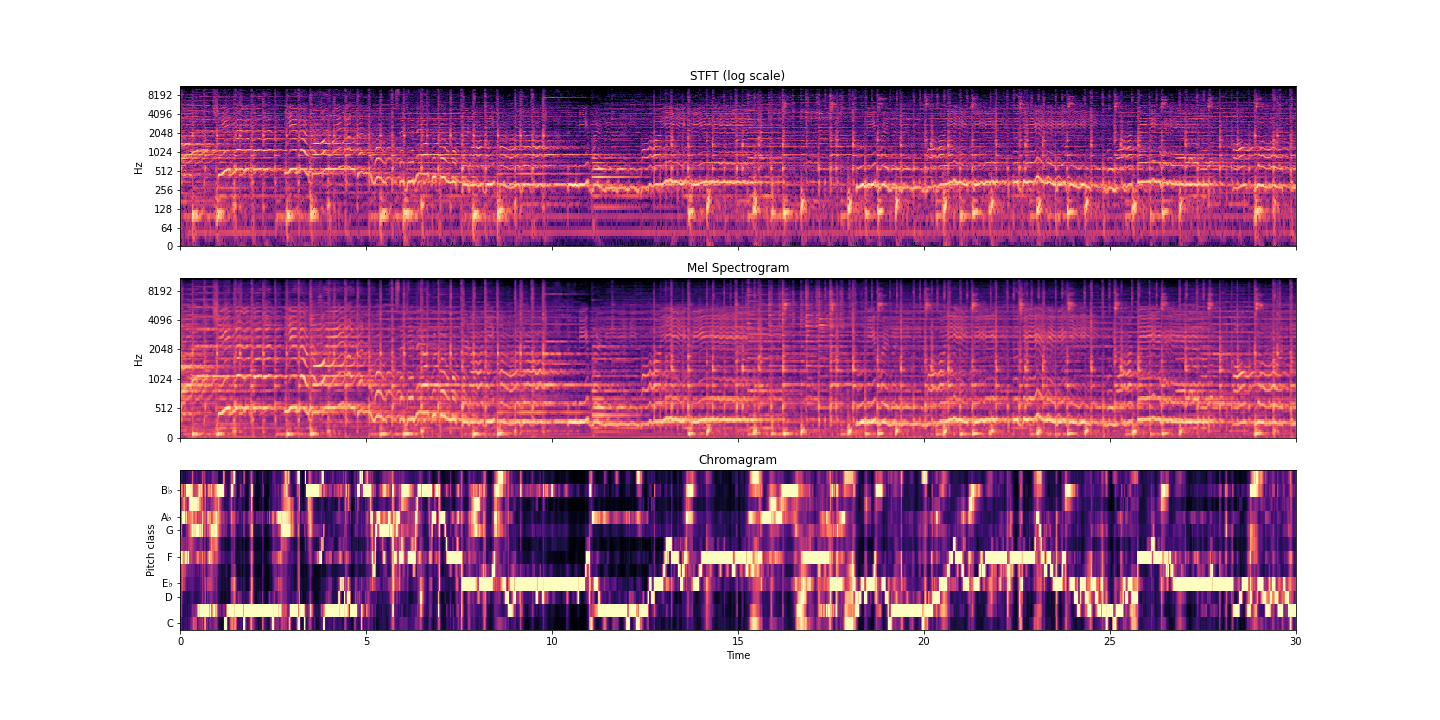 STFT (log scale)
Hz
8192
4096
2048
1024
512
256
128
64
0
Mel Spectrogram
Hz
8192
4096
2048
1024
512
0
Chromagram
Pitch class
B♭
A♭
G
F
E♭
D
C
0 5 10 15 20 25 30
Time